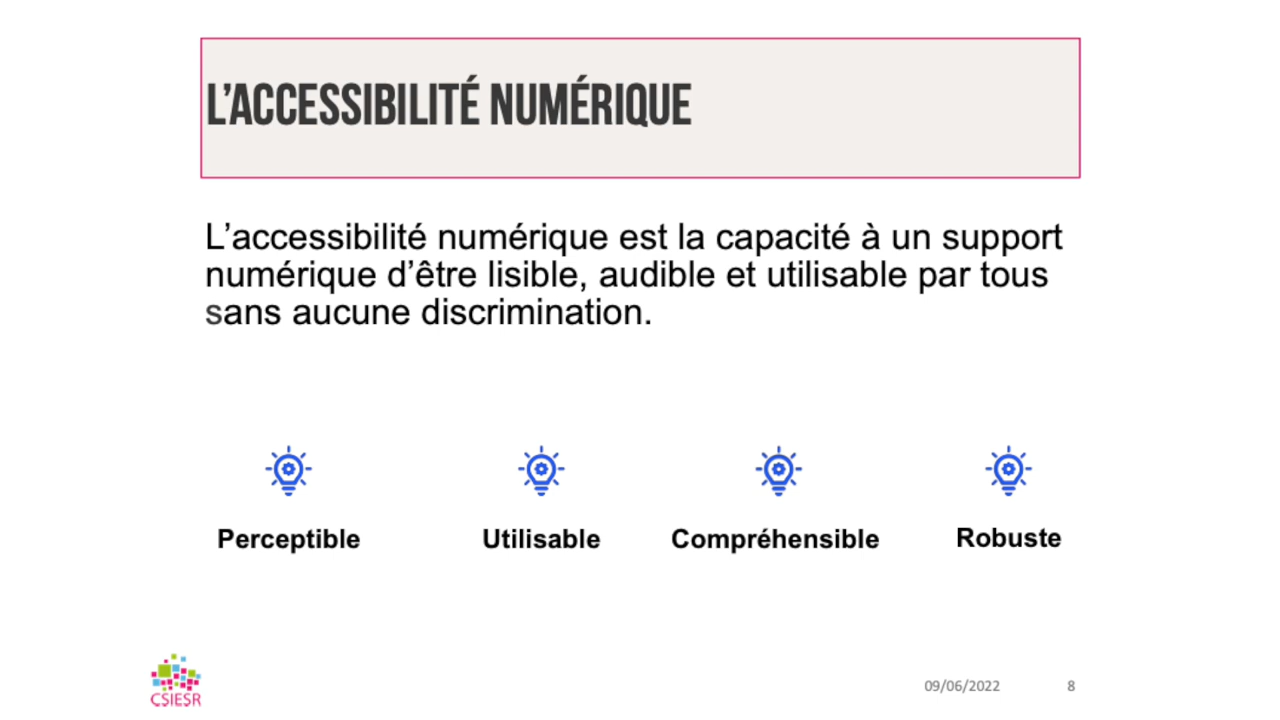 L’ACCESSIBILITÉ NUMÉRIQUE
L’accessibilité numérique est la capacité à un support
numérique d’être lisible, audible et utilisable par tous
sans aucune discrimination.
Perceptible
Utilisable
Compréhensible
Robuste
CSIESR
09/06/2022
8